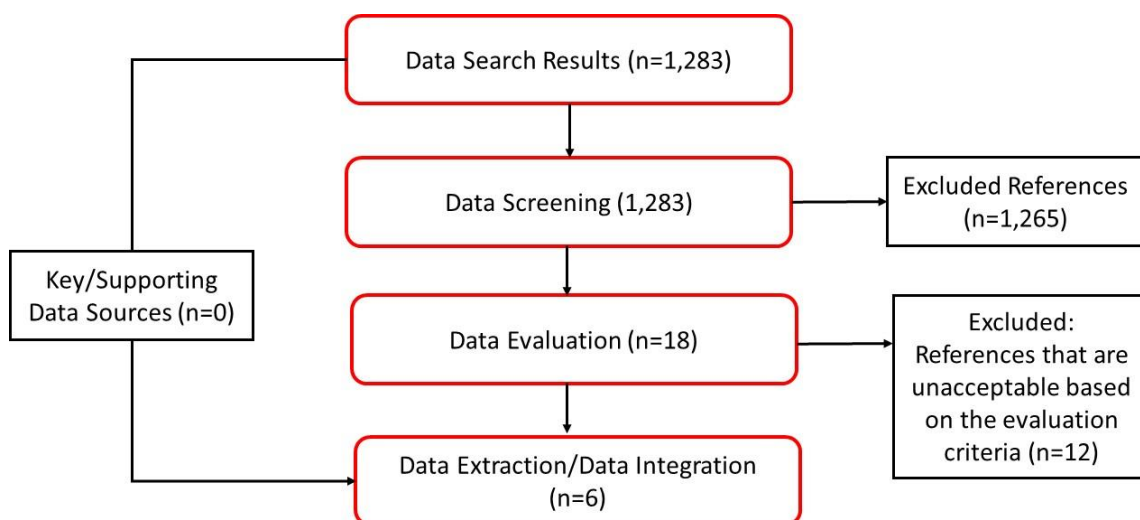 Data Search Results (n=1,283)
Data Screening (1,283)
Excluded References
(n=1,265)
Key/Supporting
Data Sources (n=0)
Data Evaluation (n=18)
Excluded:
References that are
unacceptable based
on the evaluation
criteria (n=12)
Data Extraction/Data Integration
(n=6)